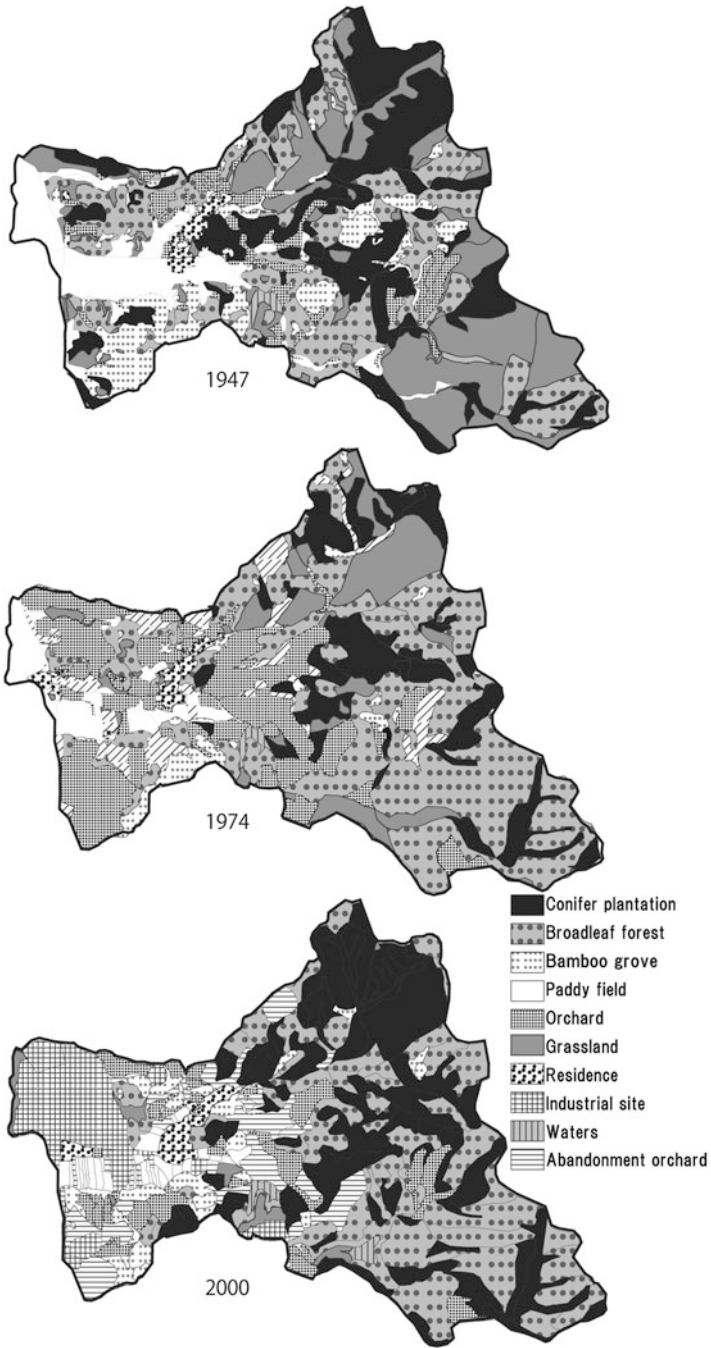 1947
1974
Conifer plantation
Broadleaf forest
Bamboo grove
Paddy field
Orchard
Grassland
Residence
Industrial site
Waters
Abandonment orchard
2000